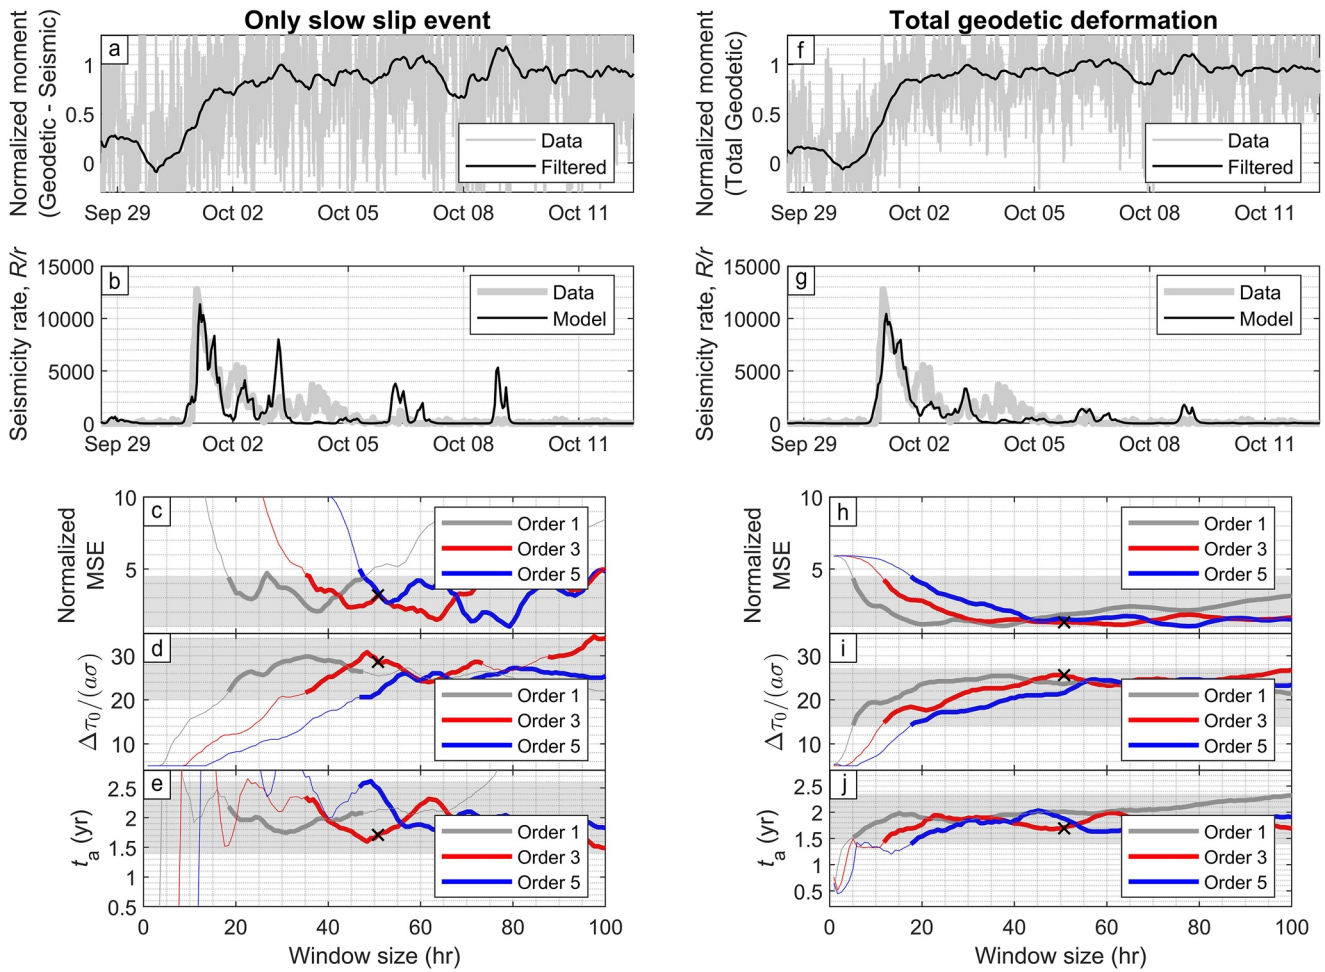 Only slow slip event
Normalized moment
(Geodetic - Seismic)
a
1
0.5
0
Data
Filtered
Sep 29
Oct 02
Oct 05
Oct 08
Oct 11
Seismicity rate, R/r
b
15000
10000
5000
0
Data
Model
Sep 29
Oct 02
Oct 05
Oct 08
Oct 11
Normalized
MSE
c
10
5
Order 1
Order 3
Order 5
Δτ0/(aσ)
d
30
20
10
Order 1
Order 3
Order 5
ta (yr)
e
2.5
2
1.5
1
0.5
Order 1
Order 3
Order 5
0
20
40
60
80
100
Window size (hr)
Total geodetic deformation
Normalized moment
(Total Geodetic)
f
1
0.5
0
Data
Filtered
Sep 29
Oct 02
Oct 05
Oct 08
Oct 11
Seismicity rate, R/r
g
15000
10000
5000
0
Data
Model
Sep 29
Oct 02
Oct 05
Oct 08
Oct 11
Normalized
MSE
h
10
5
Order 1
Order 3
Order 5
Δτ0/(aσ)
i
30
20
10
Order 1
Order 3
Order 5
ta (yr)
j
2.5
2
1.5
1
0.5
Order 1
Order 3
Order 5
0
20
40
60
80
100
Window size (hr)